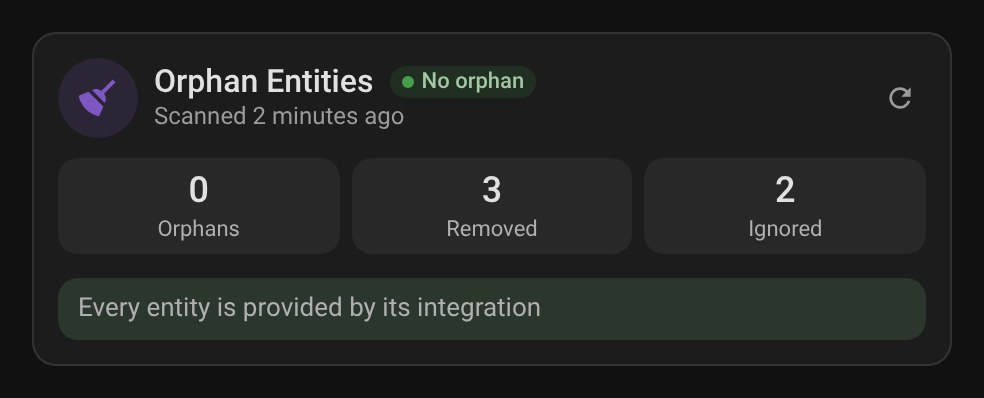 Orphan Entities
No orphan
Scanned 2 minutes ago
0
Orphans
3
Removed
2
Ignored
Every entity is provided by its integration